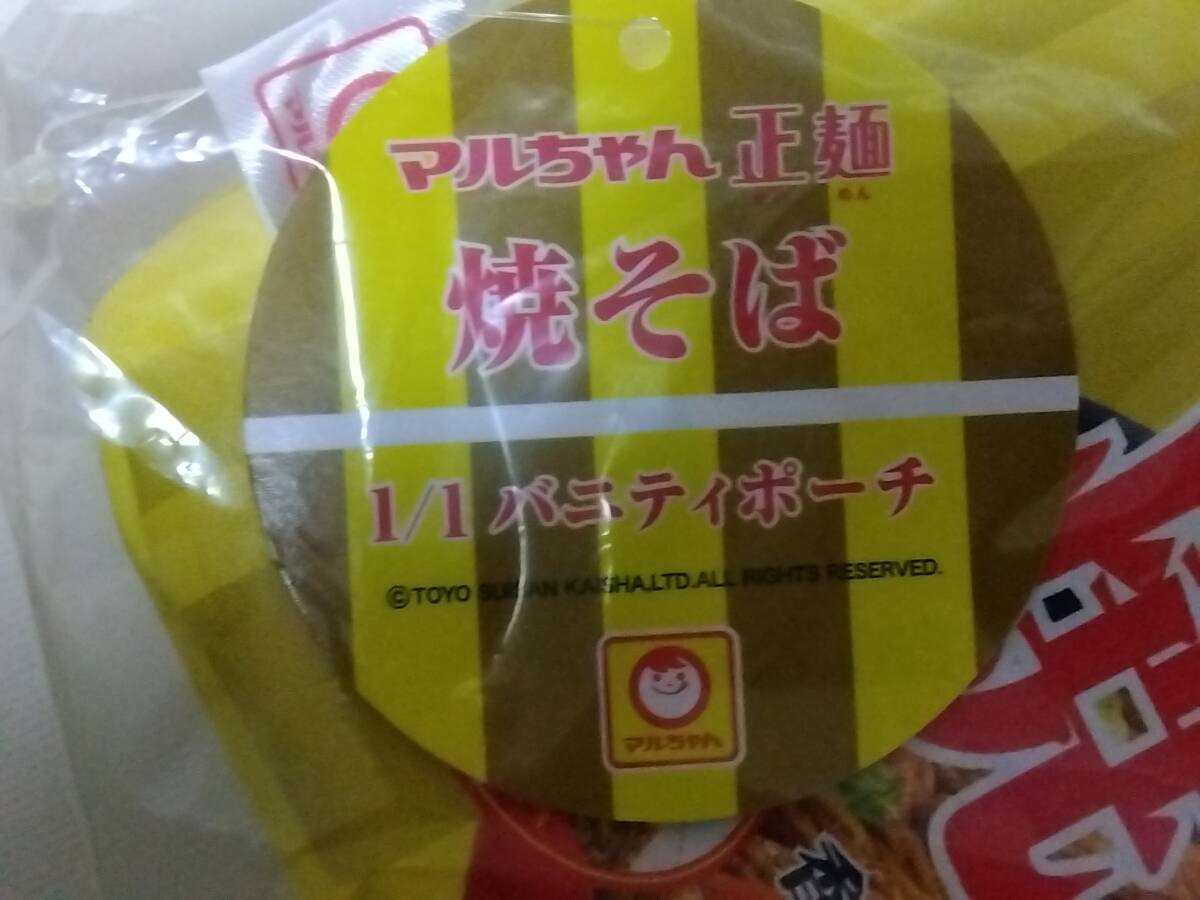 マルちゃん 正麺
めん
焼そば
1/1 バニティポーチ
©TOYO SUISAN KAISHA,LTD.ALL RIGHTS RESERVED.
マルちゃん
香